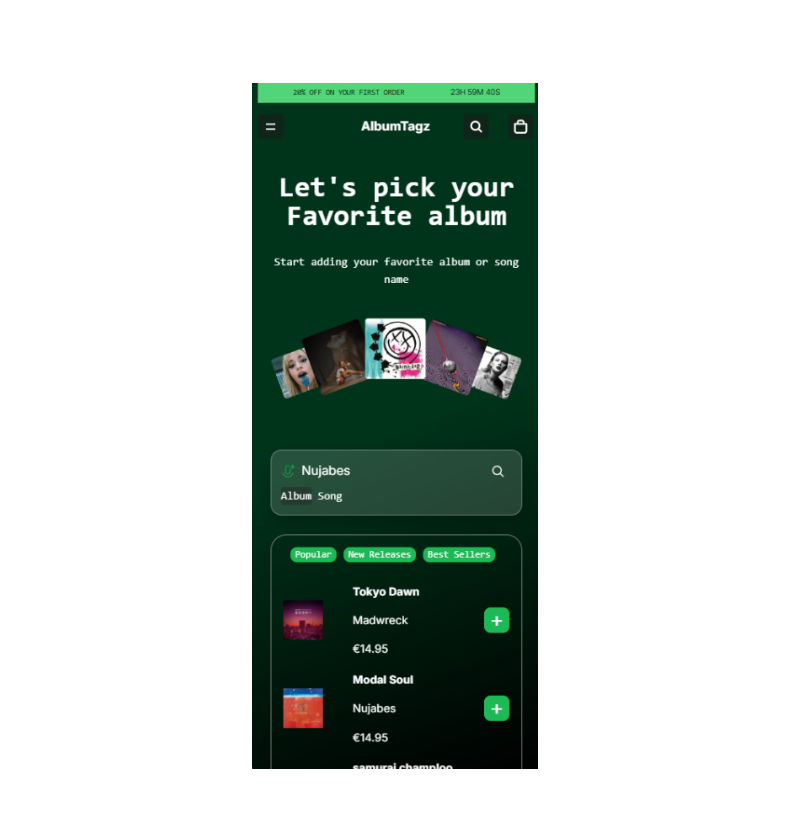 20% OFF ON YOUR FIRST ORDER 23H 59M 40S
AlbumTagz
Let's pick your
Favorite album
Start adding your favorite album or song
name
Nujabes
Album Song
Popular New Releases Best Sellers
Tokyo Dawn
Madwreck
€14.95
Modal Soul
Nujabes
€14.95
samurai champloo